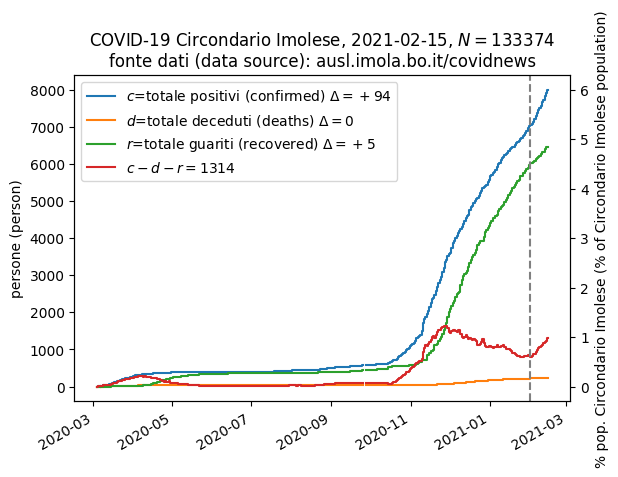 COVID-19 Circondario Imolese, 2021-02-15, N = 133374
fonte dati (data source): ausl.imola.bo.it/covidnews
c=totale positivi (confirmed) Δ = +94
d=totale deceduti (deaths) Δ = 0
r=totale guariti (recovered) Δ = +5
c − d − r = 1314
persone (person)
8000
7000
6000
5000
4000
3000
2000
1000
0
6
5
4
3
2
1
0
% pop. Circondario Imolese (% of Circondario Imolese population)
2020-03
2020-05
2020-07
2020-09
2020-11
2021-01
2021-03